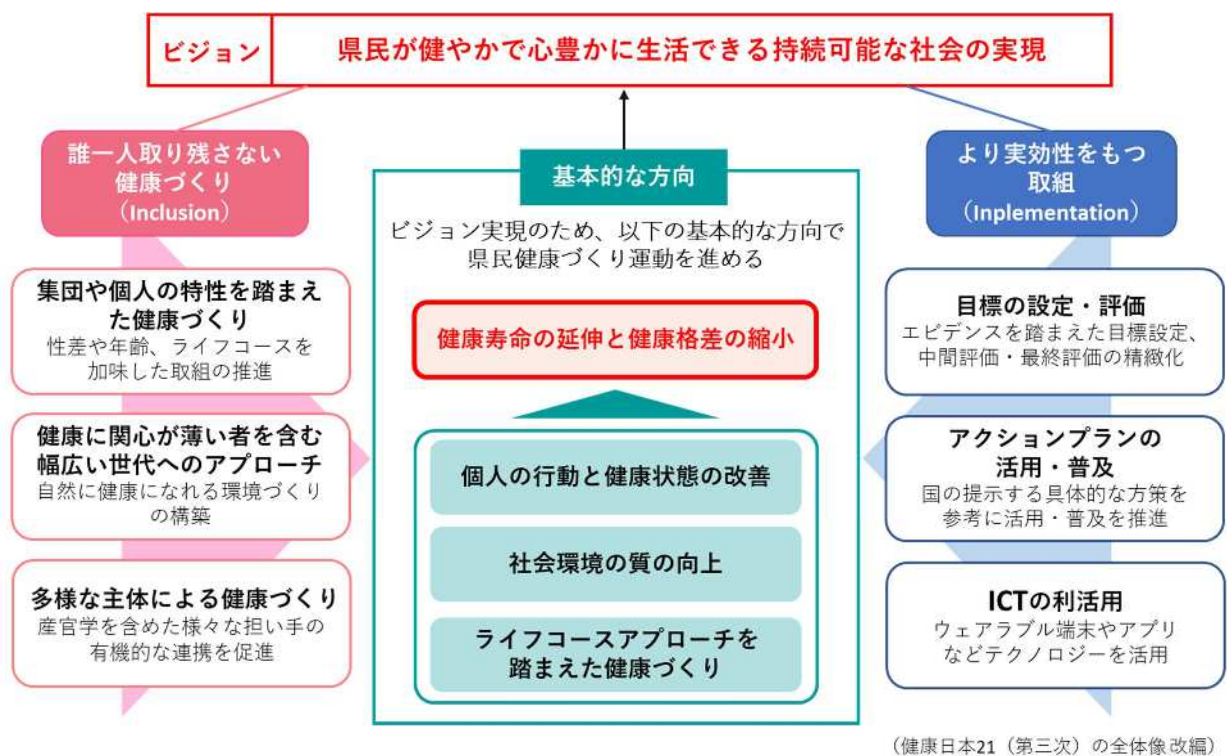 ビジョン
県民が健やかで心豊かに生活できる持続可能な社会の実現
誰一人取り残さない
健康づくり
（Inclusion）
集団や個人の特性を踏まえ
た健康づくり
性差や年齢、ライフコースを
加味した取組の推進
健康に関心が薄い者を含む
幅広い世代へのアプローチ
自然に健康になれる環境づくり
の構築
多様な主体による健康づくり
産官学を含めた様々な担い手の
有機的な連携を促進
基本的な方向
ビジョン実現のため、以下の基本的な方向で
県民健康づくり運動を進める
健康寿命の延伸と健康格差の縮小
個人の行動と健康状態の改善
社会環境の質の向上
ライフコースアプローチを
踏まえた健康づくり
より実効性をもつ
取組
（Inplementation）
目標の設定・評価
エビデンスを踏まえた目標設定、
中間評価・最終評価の精緻化
アクションプランの
活用・普及
国の提示する具体的な方策を
参考に活用・普及を推進
ICTの利活用
ウェアラブル端末やアプリ
などテクノロジーを活用
（健康日本21（第三次）の全体像改編）